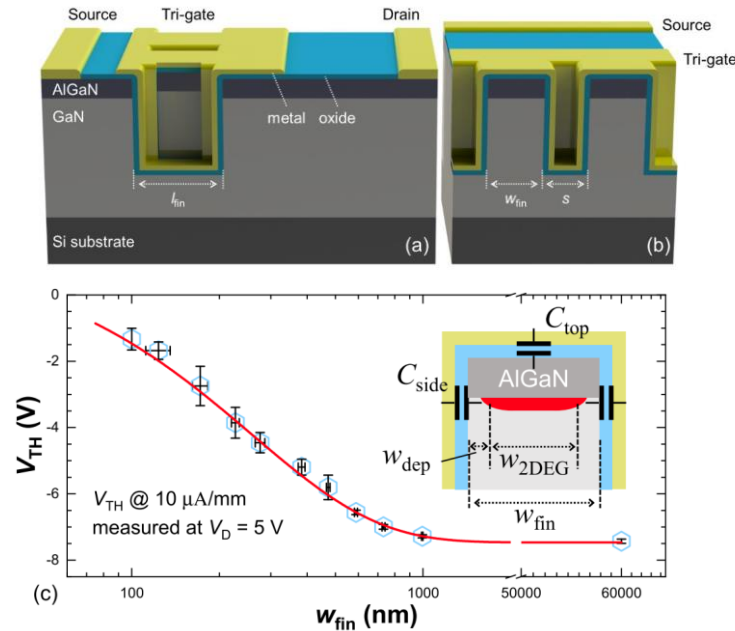 Source Tri-gate Drain
AlGaN
GaN
metal oxide
l_fin
Si substrate
(a)
Source
Tri-gate
w_fin s
(b)
0
-2
-4
-6
-8
V_TH (V)
V_TH @ 10 μA/mm
measured at V_D = 5 V
C_top
AlGaN
C_side
w_dep
w_2DEG
w_fin
100 1000 50000 60000
(c)
w_fin (nm)